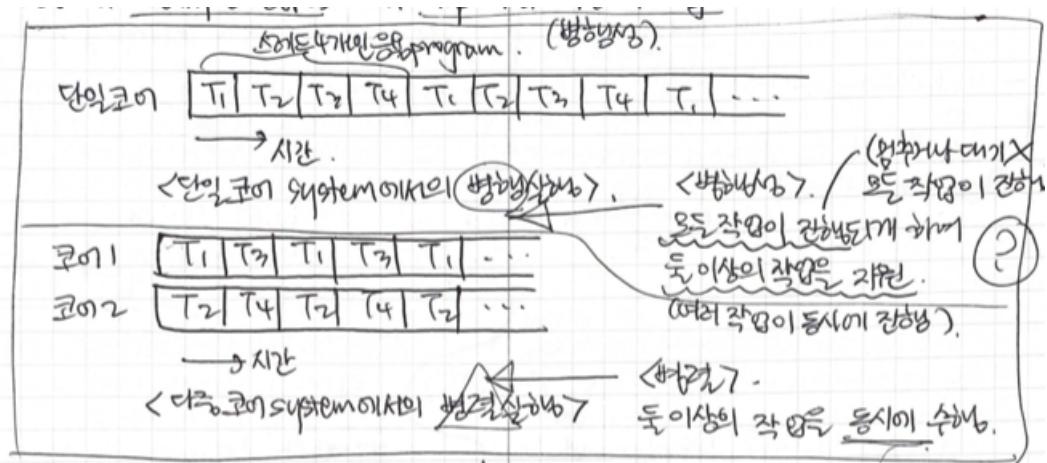 스레드 4개인 응용 program. (병행성).
단일코어 T1 T2 T3 T4 T1 T2 T3 T4 T1 ...
→ 시간.
<단일 코어 system에서의 병행실행>.
<병행성>.
(멈추거나 대기 X
모든 작업이 진행
모든 작업이 진행되게 하며
둘 이상의 작업을 지원.
(여러 작업이 동시에 진행).
?
코어1 T1 T3 T1 T3 T1 ...
코어2 T2 T4 T2 T4 T2 ...
→ 시간
<다중 코어 system에서의 병렬실행>
<병렬>.
둘 이상의 작업을 동시에 수행.